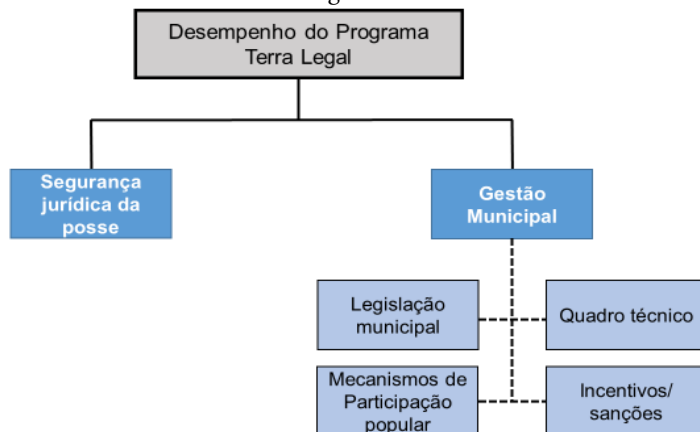 Desempenho do Programa
Terra Legal
Segurança
jurídica da
posse
Gestão
Municipal
Legislação
municipal
Quadro técnico
Mecanismos de
Participação
popular
Incentivos/
sanções